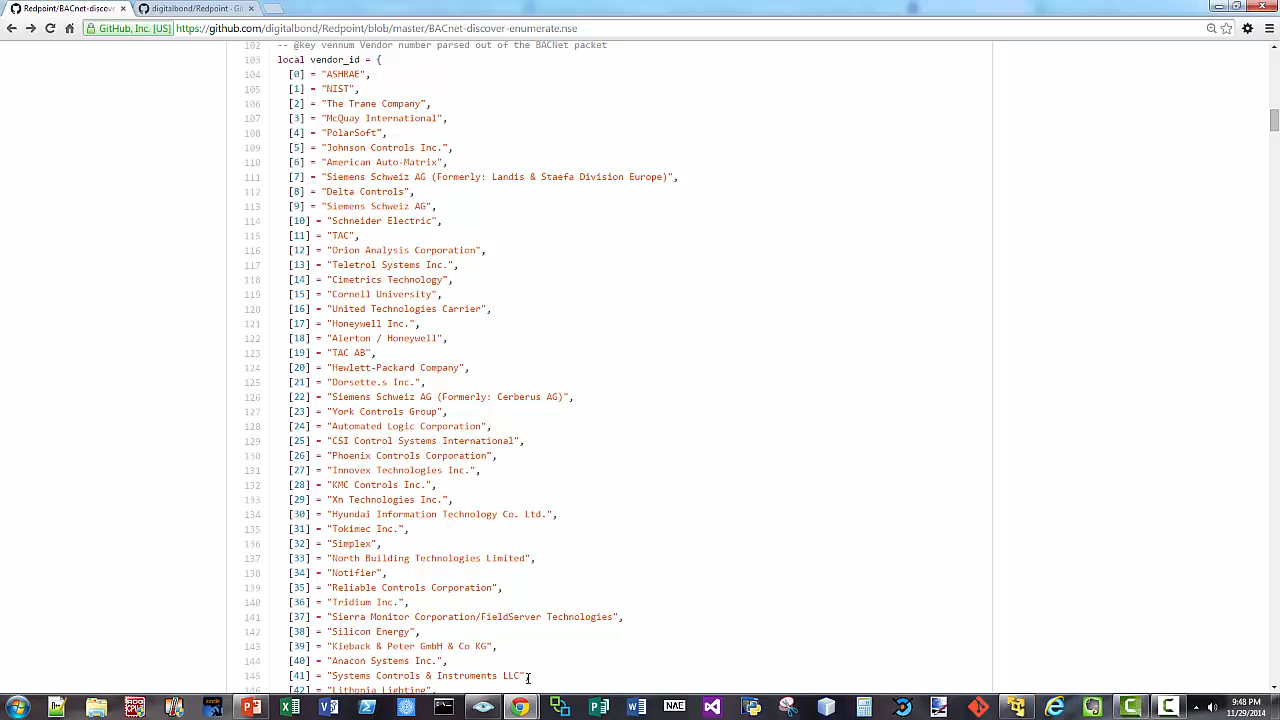 Redpoint/BACnet-discov
digitalbond/Redpoint · Git
GitHub, Inc. [US] https://github.com/digitalbond/Redpoint/blob/master/BACnet-discover-enumerate.nse
102 -- @key vennum Vendor number parsed out of the BACNet packet
103 local vendor_id = {
104 [0] = "ASHRAE",
105 [1] = "NIST",
106 [2] = "The Trane Company",
107 [3] = "McQuay International",
108 [4] = "PolarSoft",
109 [5] = "Johnson Controls Inc.",
110 [6] = "American Auto-Matrix",
111 [7] = "Siemens Schweiz AG (Formerly: Landis & Staefa Division Europe)",
112 [8] = "Delta Controls",
113 [9] = "Siemens Schweiz AG",
114 [10] = "Schneider Electric",
115 [11] = "TAC",
116 [12] = "Orion Analysis Corporation",
117 [13] = "Teletrol Systems Inc.",
118 [14] = "Cimetrics Technology",
119 [15] = "Cornell University",
120 [16] = "United Technologies Carrier",
121 [17] = "Honeywell Inc.",
122 [18] = "Alerton / Honeywell",
123 [19] = "TAC AB",
124 [20] = "Hewlett-Packard Company",
125 [21] = "Dorsette.s Inc.",
126 [22] = "Siemens Schweiz AG (Formerly: Cerberus AG)",
127 [23] = "York Controls Group",
128 [24] = "Automated Logic Corporation",
129 [25] = "CSI Control Systems International",
130 [26] = "Phoenix Controls Corporation",
131 [27] = "Innovex Technologies Inc.",
132 [28] = "KMC Controls Inc.",
133 [29] = "Xn Technologies Inc.",
134 [30] = "Hyundai Information Technology Co. Ltd.",
135 [31] = "Tokimec Inc.",
136 [32] = "Simplex",
137 [33] = "North Building Technologies Limited",
138 [34] = "Notifier",
139 [35] = "Reliable Controls Corporation",
140 [36] = "Tridium Inc.",
141 [37] = "Sierra Monitor Corporation/FieldServer Technologies",
142 [38] = "Silicon Energy",
143 [39] = "Kieback & Peter GmbH & Co KG",
144 [40] = "Anacon Systems Inc.",
145 [41] = "Systems Controls & Instruments LLC",
146 [42] = "Lithonia Lighting",
kindle
NAE
9:48 PM
11/29/2014